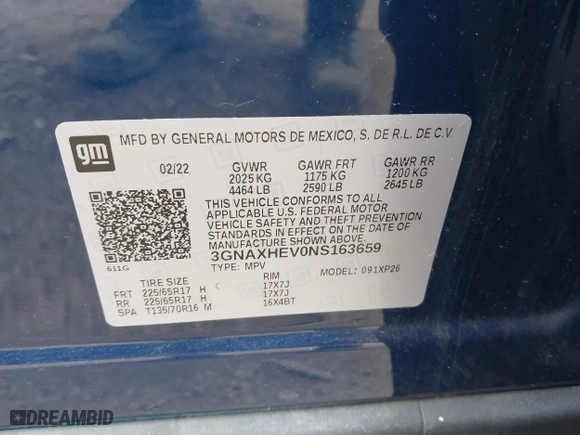 gm
MFD BY GENERAL MOTORS DE MEXICO, S. DE R.L. DE C.V.
02/22 GVWR GAWR FRT GAWR RR
2025 KG 1175 KG 1200 KG
4464 LB 2590 LB 2645 LB
THIS VEHICLE CONFORMS TO ALL
APPLICABLE U.S. FEDERAL MOTOR
VEHICLE SAFETY AND THEFT PREVENTION
STANDARDS IN EFFECT ON THE DATE OF
MANUFACTURE SHOWN ABOVE.
3GNAXHEV0NS163659
611G
TYPE: MPV MODEL: 091XP26
TIRE SIZE RIM
FRT 225/65R17 H C 17X7J
RR 225/65R17 H 17X7J
SPA T135/70R16 M 16X4BT
DREAMBID